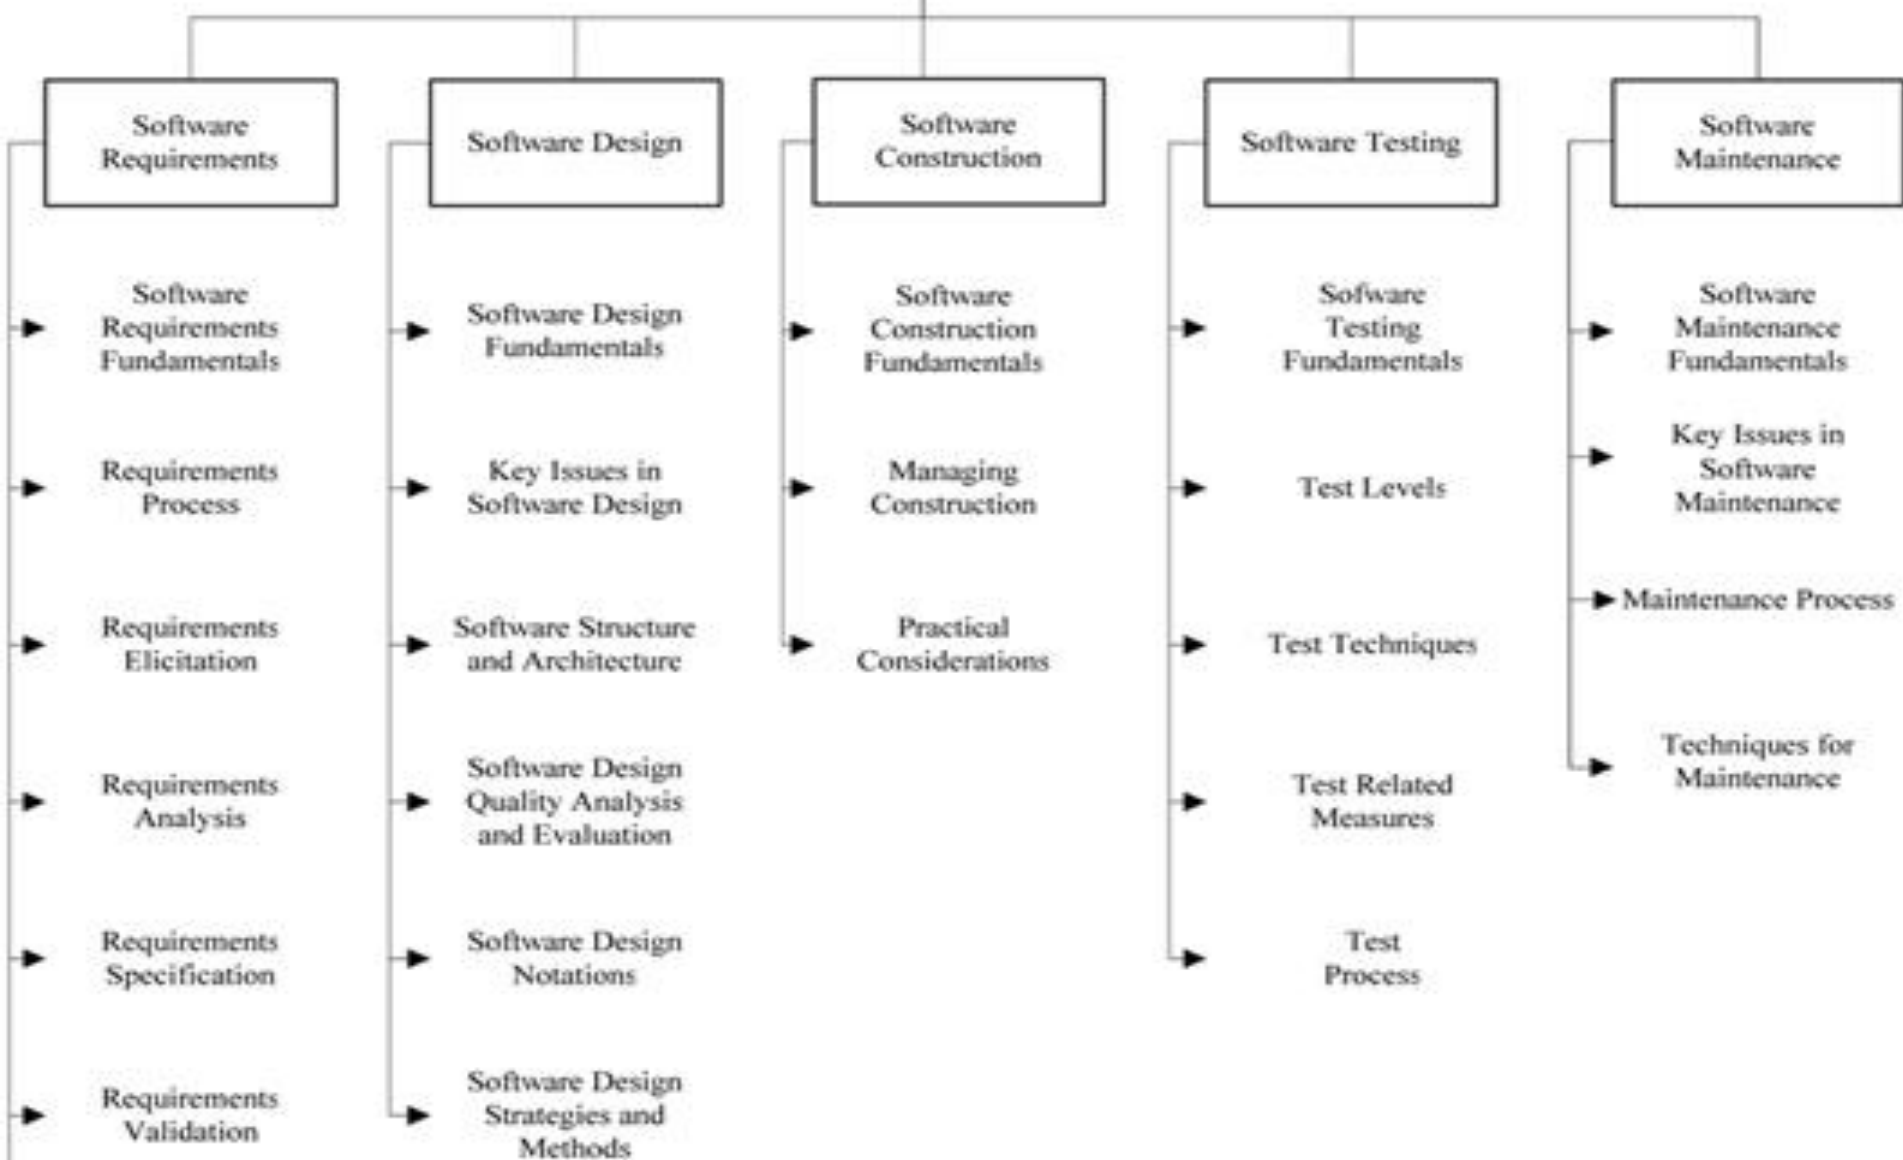 Software
Requirements
Software
Requirements
Fundamentals
Requirements
Process
Requirements
Elicitation
Requirements
Analysis
Requirements
Specification
Requirements
Validation
Software Design
Software Design
Fundamentals
Key Issues in
Software Design
Software Structure
and Architecture
Software Design
Quality Analysis
and Evaluation
Software Design
Notations
Software Design
Strategies and
Methods
Software
Construction
Software
Construction
Fundamentals
Managing
Construction
Practical
Considerations
Software Testing
Sofware
Testing
Fundamentals
Test Levels
Test Techniques
Test Related
Measures
Test
Process
Software
Maintenance
Software
Maintenance
Fundamentals
Key Issues in
Software
Maintenance
Maintenance Process
Techniques for
Maintenance